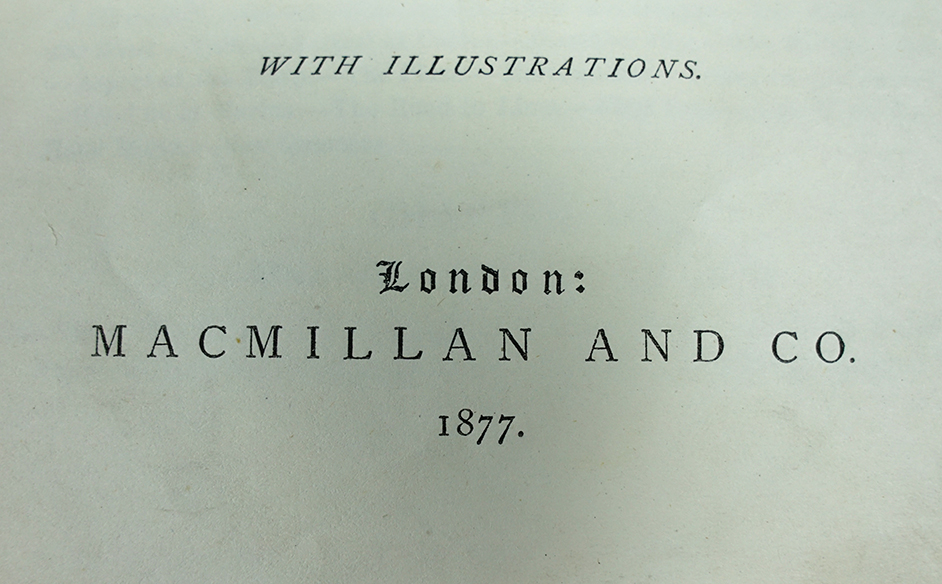 WITH ILLUSTRATIONS.
London:
MACMILLAN AND CO.
1877.